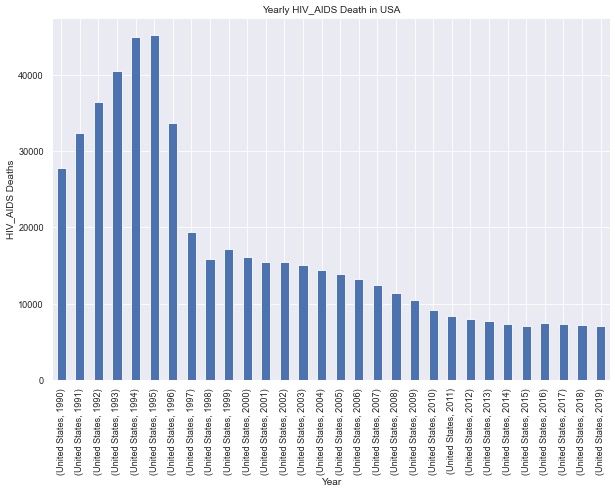 Yearly HIV_AIDS Death in USA
HIV_AIDS Deaths
40000
30000
20000
10000
0
(United States, 1990)
(United States, 1991)
(United States, 1992)
(United States, 1993)
(United States, 1994)
(United States, 1995)
(United States, 1996)
(United States, 1997)
(United States, 1998)
(United States, 1999)
(United States, 2000)
(United States, 2001)
(United States, 2002)
(United States, 2003)
(United States, 2004)
(United States, 2005)
(United States, 2006)
(United States, 2007)
(United States, 2008)
(United States, 2009)
(United States, 2010)
(United States, 2011)
(United States, 2012)
(United States, 2013)
(United States, 2014)
(United States, 2015)
(United States, 2016)
(United States, 2017)
(United States, 2018)
(United States, 2019)
Year